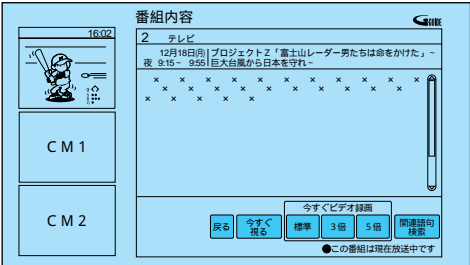 番組内容
GGUIDE
16:02
2 テレビ
12月18日(月) プロジェクトZ「富士山レーダー男たちは命をかけた」~
夜 9:15~ 9:55 巨大台風から日本を守れ~
× × × × × × × × × × ×
× × × × × × × × × ×
× × × × ×
CM1
CM2
今すぐビデオ録画
戻る 今すぐ視る 標準 3倍 5倍 関連語句検索
●この番組は現在放送中です